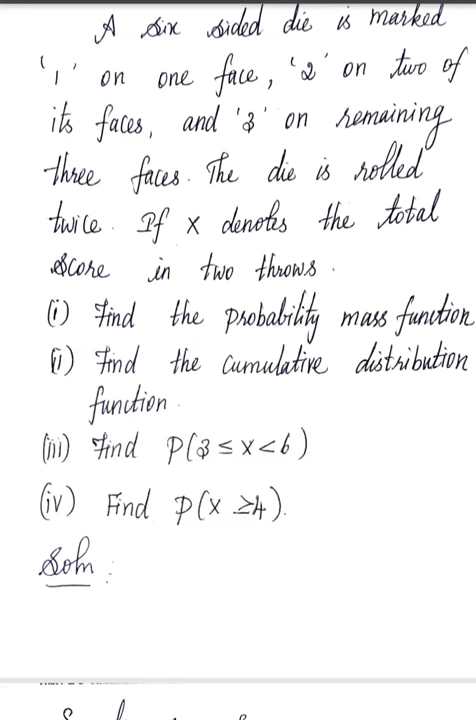 A six sided die is marked
'1' on one face, '2' on two of
its faces, and '3' on remaining
three faces. The die is rolled
twice. If X denotes the total
score in two throws.
(i) Find the probability mass function
(ii) Find the cumulative distribution
function.
(iii) Find P(3 ≤ X < 6)
(iv) Find P(X ≥ 4).
Soln :